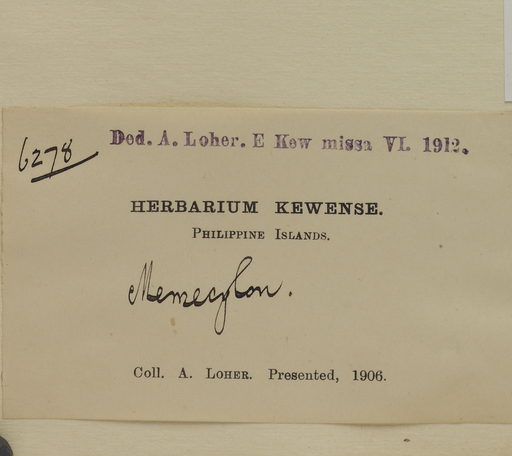 6278
Ded. A. Loher. E Kew missa VI. 1912.
HERBARIUM KEWENSE.
PHILIPPINE ISLANDS.
Memecylon.
Coll. A. LOHER. Presented, 1906.